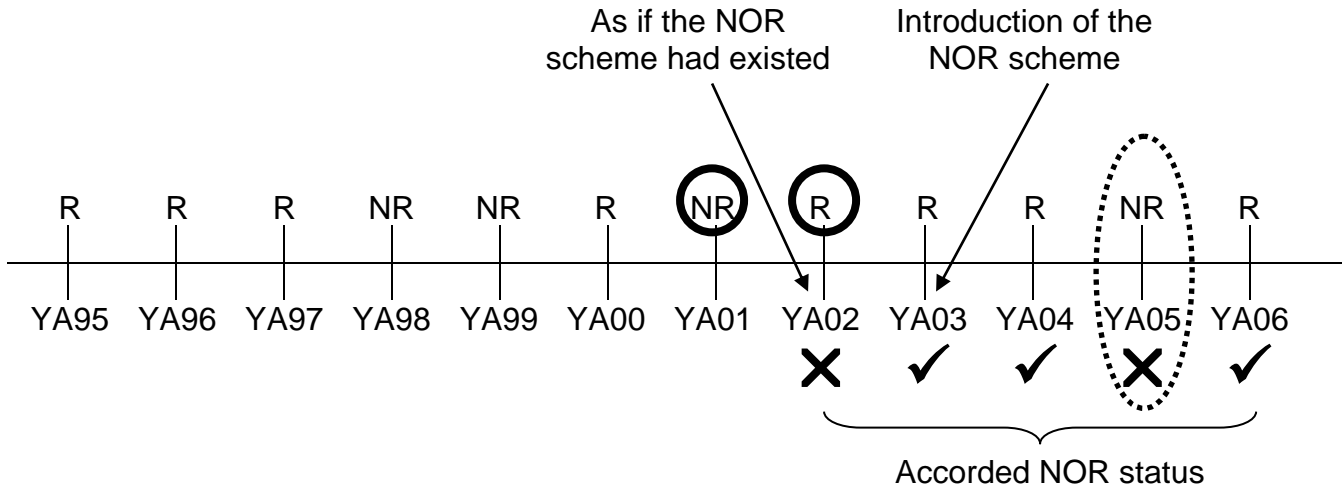 As if the NOR
scheme had existed
Introduction of the
NOR scheme
R R R NR NR R NR R R R NR R
YA95 YA96 YA97 YA98 YA99 YA00 YA01 YA02 YA03 YA04 YA05 YA06
Accorded NOR status